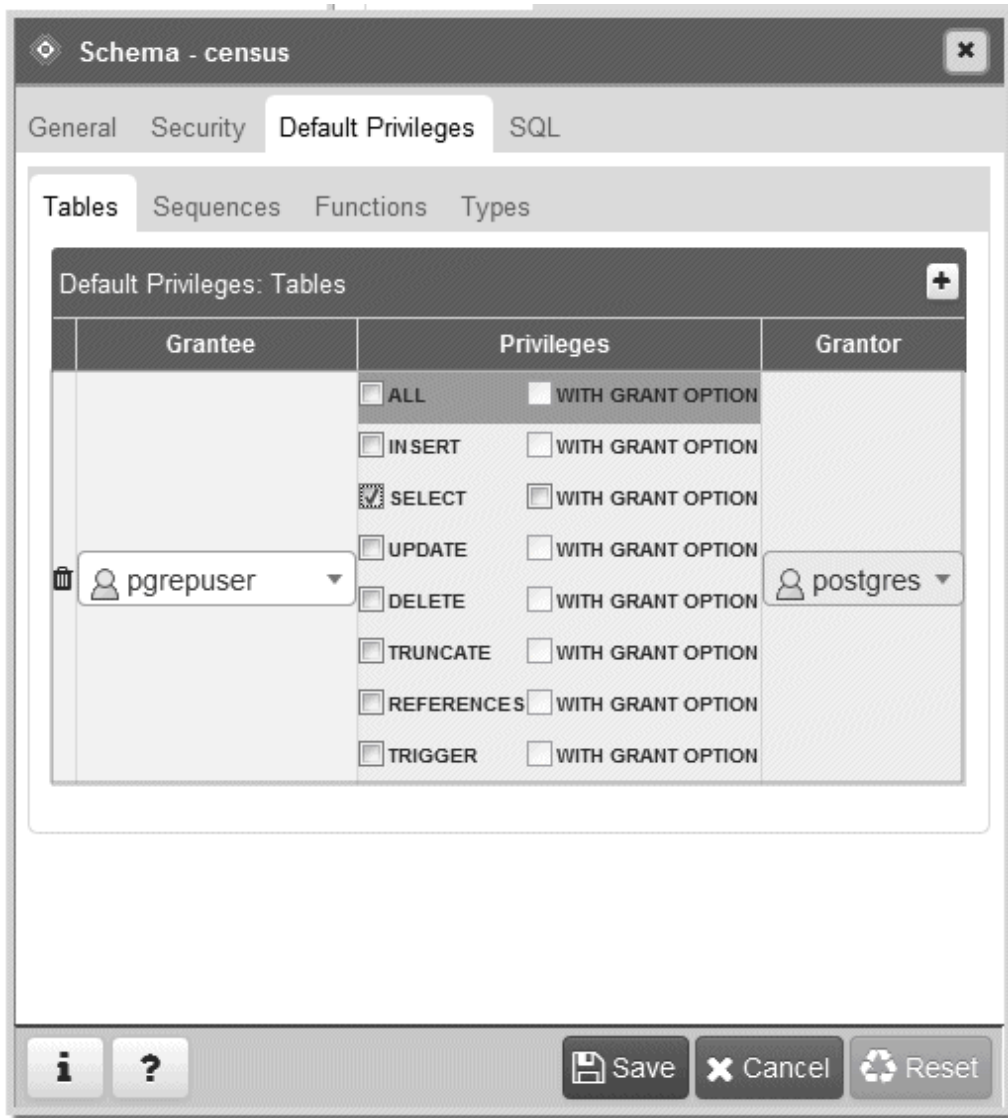 Schema - census
General Security Default Privileges SQL
Tables Sequences Functions Types
Default Privileges: Tables
Grantee Privileges Grantor
ALL WITH GRANT OPTION
INSERT WITH GRANT OPTION
SELECT WITH GRANT OPTION
UPDATE WITH GRANT OPTION
pgrepuser postgres
DELETE WITH GRANT OPTION
TRUNCATE WITH GRANT OPTION
REFERENCES WITH GRANT OPTION
TRIGGER WITH GRANT OPTION
i ? Save Cancel Reset